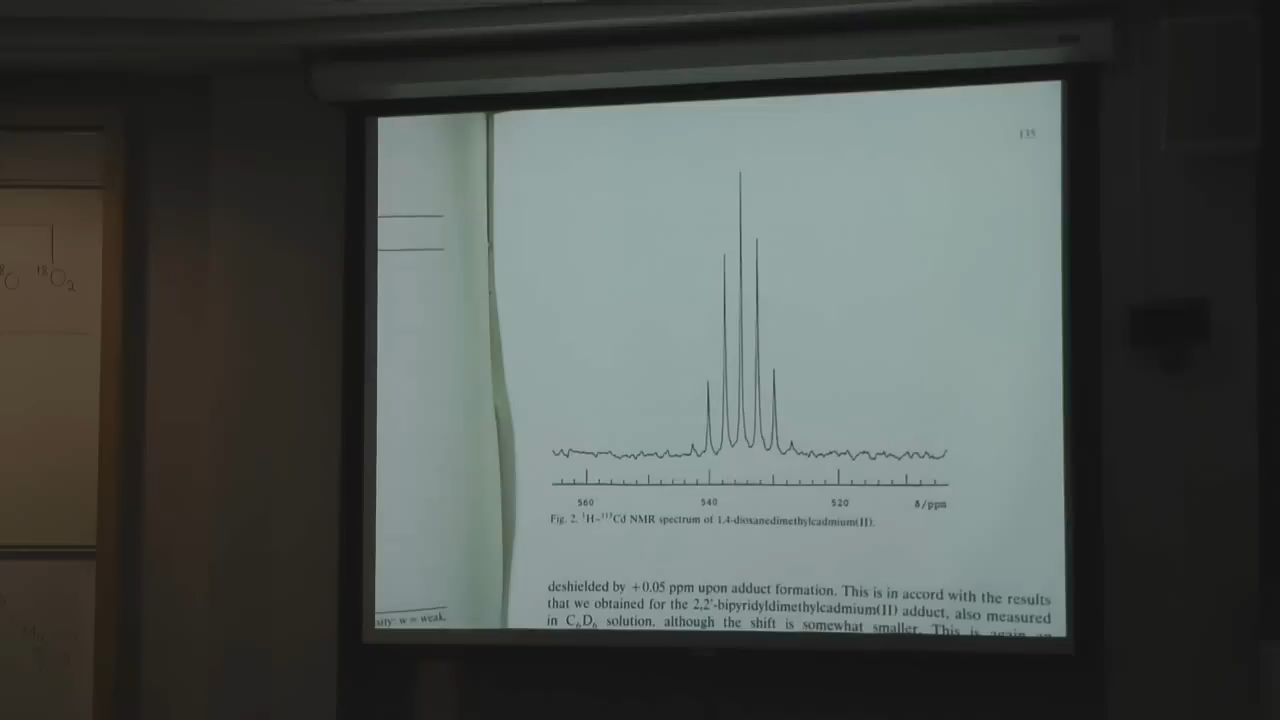 135
¹⁸O₂
560 540 520 δ/ppm
Fig. 2. ¹H–¹¹³Cd NMR spectrum of 1,4-dioxanedimethylcadmium(II).
deshielded by +0.05 ppm upon adduct formation. This is in accord with the results
that we obtained for the 2,2'-bipyridyldimethylcadmium(II) adduct, also measured
in C₆D₆ solution, although the shift is somewhat smaller. This is again an
sity: w = weak.